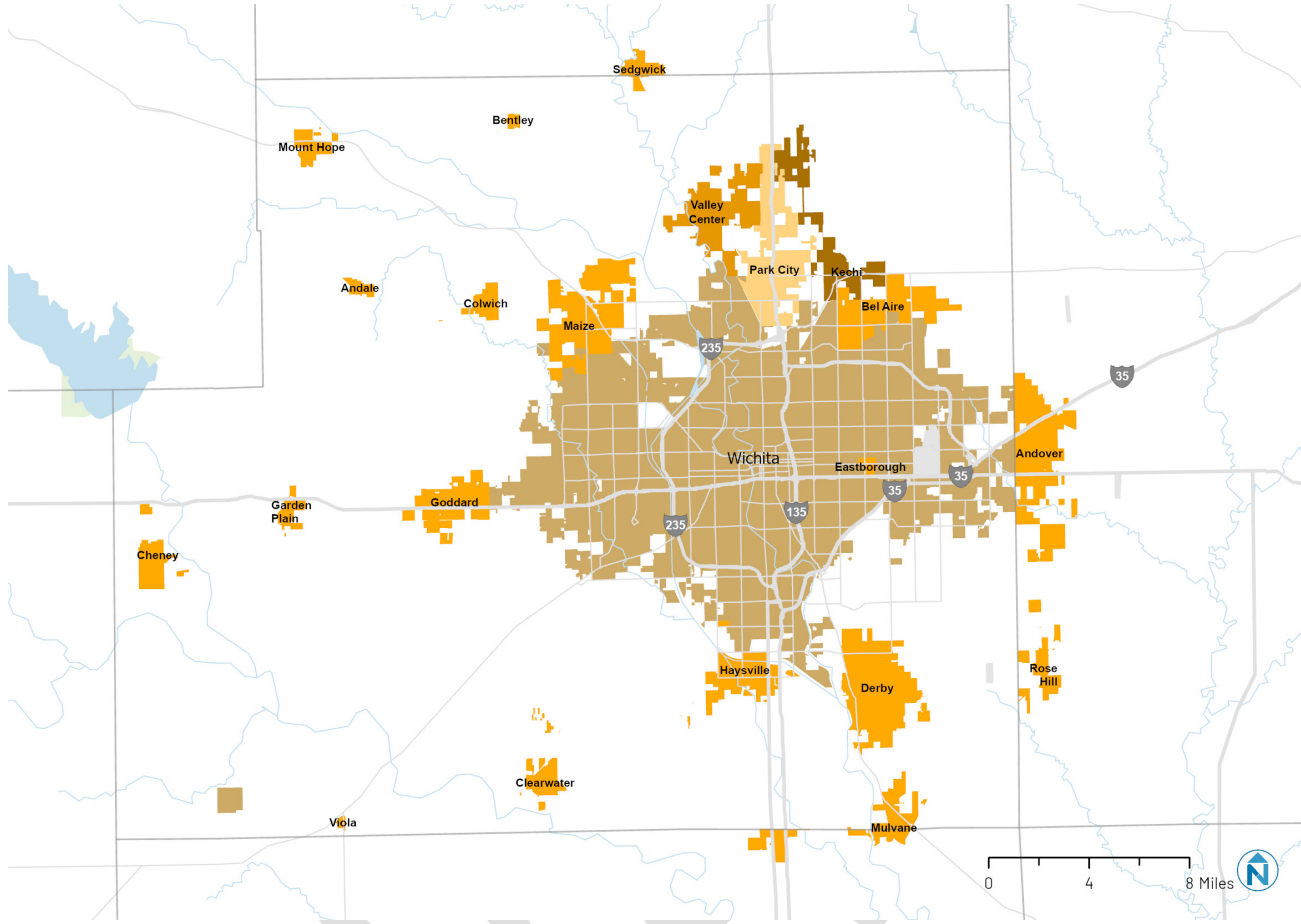 Sedgwick
Bentley
Mount Hope
Valley
Center
Park City
Kechi
Andale
Colwich
Bel Aire
Maize
235
35
Wichita
Eastborough
Andover
35
35
Goddard
Garden
Plain
135
235
Cheney
Haysville
Derby
Rose
Hill
Clearwater
Viola
Mulvane
0
4
8 Miles
N